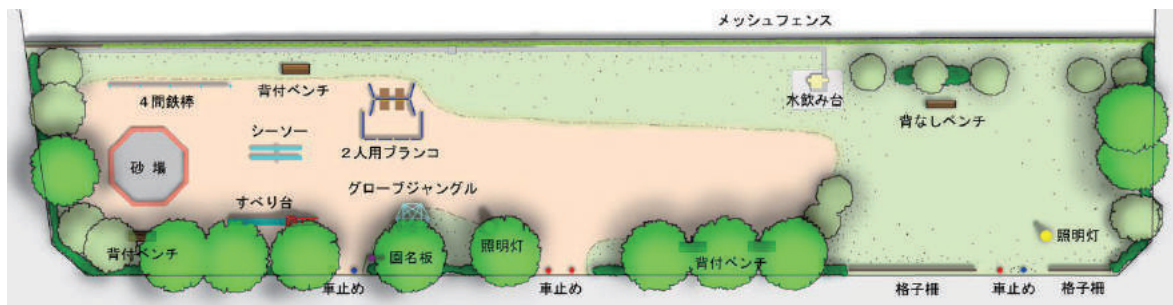 メッシュフェンス
背付ベンチ
4間鉄棒
水飲み台
背なしベンチ
シーソー
2人用ブランコ
砂場
グローブジャングル
すべり台
照明灯
照明灯
背付ベンチ
園名板
背付ベンチ
車止め
車止め
格子柵
車止め
格子柵